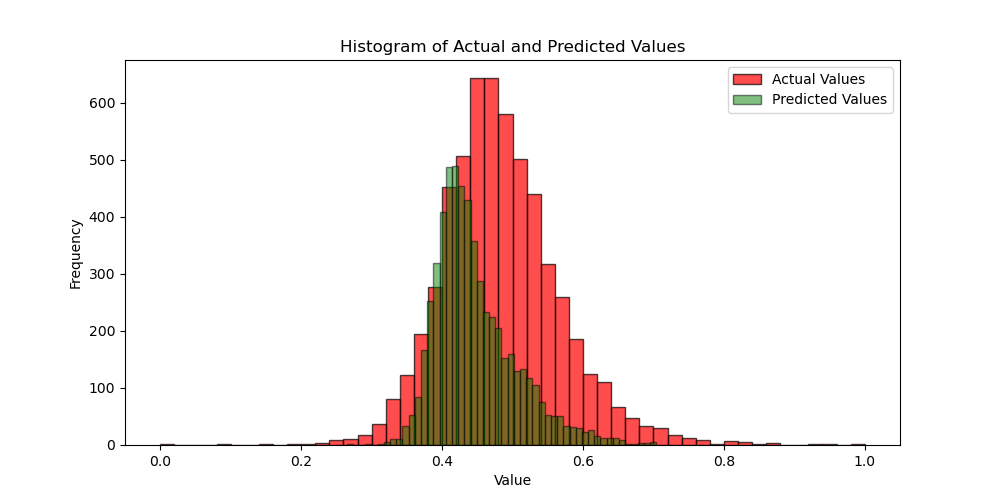 Histogram of Actual and Predicted Values
Actual Values
Predicted Values
600
500
400
300
200
100
0
Frequency
0.0 0.2 0.4 0.6 0.8 1.0
Value